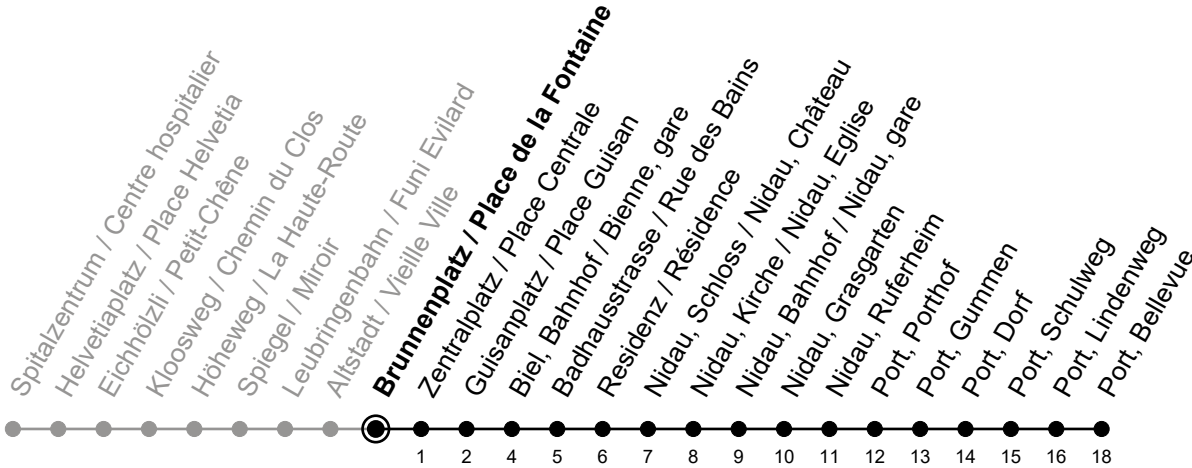 Spitalzentrum / Centre hospitalier
Helvetiaplatz / Place Helvetia
Eichhölzli / Petit-Chêne
Kloosweg / Chemin du Clos
Höheweg / La Haute-Route
Spiegel / Miroir
Leubringenbahn / Funi Evilard
Altstadt / Vieille Ville
Brunnenplatz / Place de la Fontaine
Zentralplatz / Place Centrale
Guisanplatz / Place Guisan
Biel, Bahnhof / Bienne, gare
Badhausstrasse / Rue des Bains
Residenz / Résidence
Nidau, Schloss / Nidau, Château
Nidau, Kirche / Nidau, Eglise
Nidau, Bahnhof / Nidau, gare
Nidau, Grasgarten
Nidau, Ruferheim
Port, Porthof
Port, Gummen
Port, Dorf
Port, Schulweg
Port, Lindenweg
Port, Bellevue
1 2 4 5 6 7 8 9 10 11 12 13 14 15 16 18